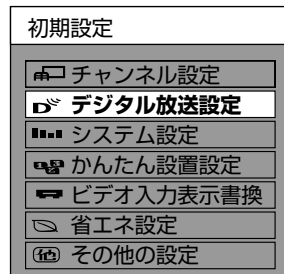 初期設定
チャンネル設定
D デジタル放送設定
システム設定
かんたん設置設定
ビデオ入力表示書換
省エネ設定
他 その他の設定